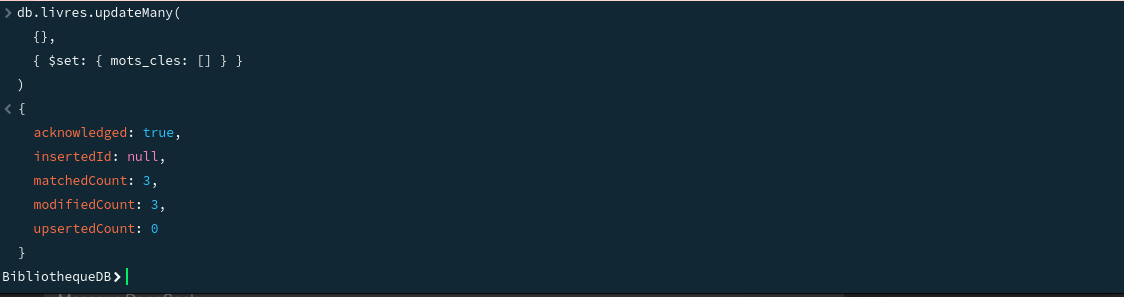 > db.livres.updateMany(
{},
{ $set: { mots_cles: [] } }
)
< {
acknowledged: true,
insertedId: null,
matchedCount: 3,
modifiedCount: 3,
upsertedCount: 0
}
BibliothequeDB>